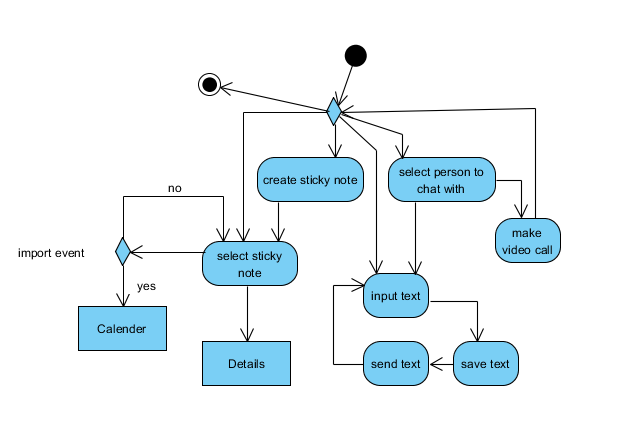 create sticky note
select person to
chat with
no
make
video call
import event
select sticky
note
yes
input text
Calender
Details
send text
save text